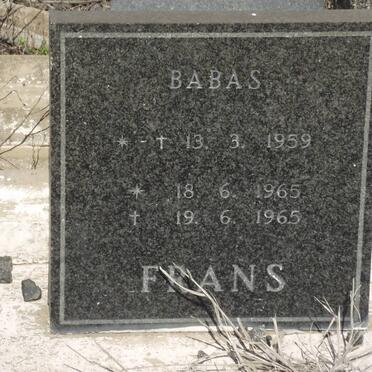 BABAS
* - † 13. 3. 1959
* 18. 6. 1965
† 19. 6. 1965
FRANS